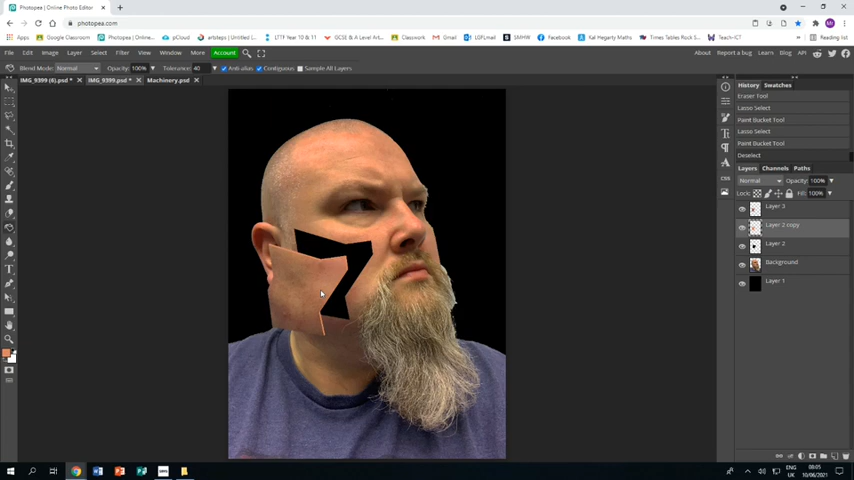 Photopea | Online Photo Editor
photopea.com
Google Classroom
Photopea | Online...
pCloud
artsteps | Untitled |...
LTTF Year 10 & 11
GCSE & A Level Art...
Classwork
Gmail
LGFLmail
SMHW
Facebook
Kal Hegarty Maths
Times Tables Rock S...
Teach-ICT
File Edit Image Layer Select Filter View Window More Account
About Report a bug Learn Blog API
Blend Mode: Normal Opacity: 100% Tolerance: 40 Anti-alias Contiguous Sample All Layers
IMG_9399 (6).psd * IMG_9399.psd * Machinery.psd
History Swatches
Eraser Tool
Lasso Select
Paint Bucket Tool
Lasso Select
Paint Bucket Tool
Deselect
Layers Channels Paths
Normal Opacity: 100%
Lock: Fill: 100%
Layer 3
Layer 2 copy
Layer 2
Background
Layer 1
CSS
ENG
UK
08:05
10/06/2021